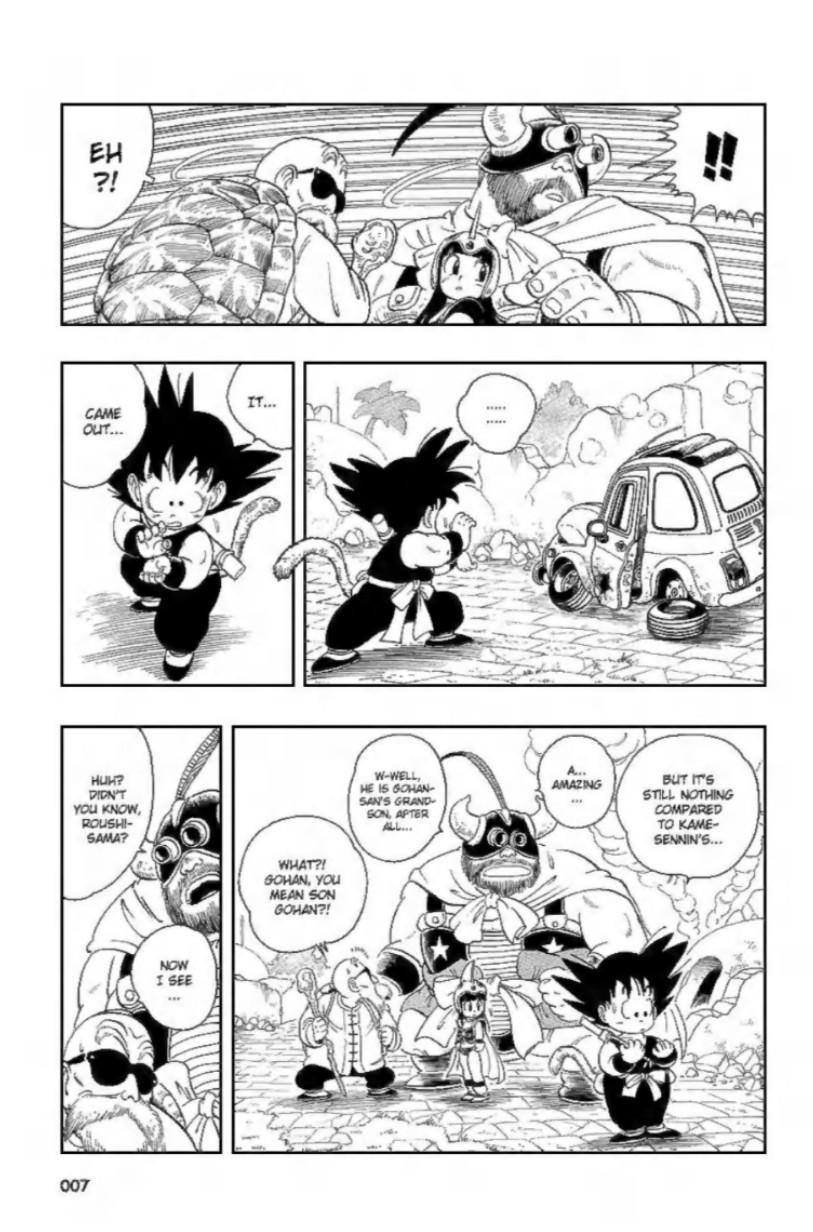 EH
?!
!!
IT...
CAME
OUT...
.....
.....
BUT IT'S
STILL NOTHING
COMPARED
TO KAME-
SENNIN'S...
A...
AMAZING
...
W-WELL,
HE IS GOHAN-
SAN'S GRAND-
SON, AFTER
ALL...
WHAT?!
GOHAN, YOU
MEAN SON
GOHAN?!
HUH?
DIDN'T
YOU KNOW,
ROUSHI-
SAMA?
NOW
I SEE
...
007